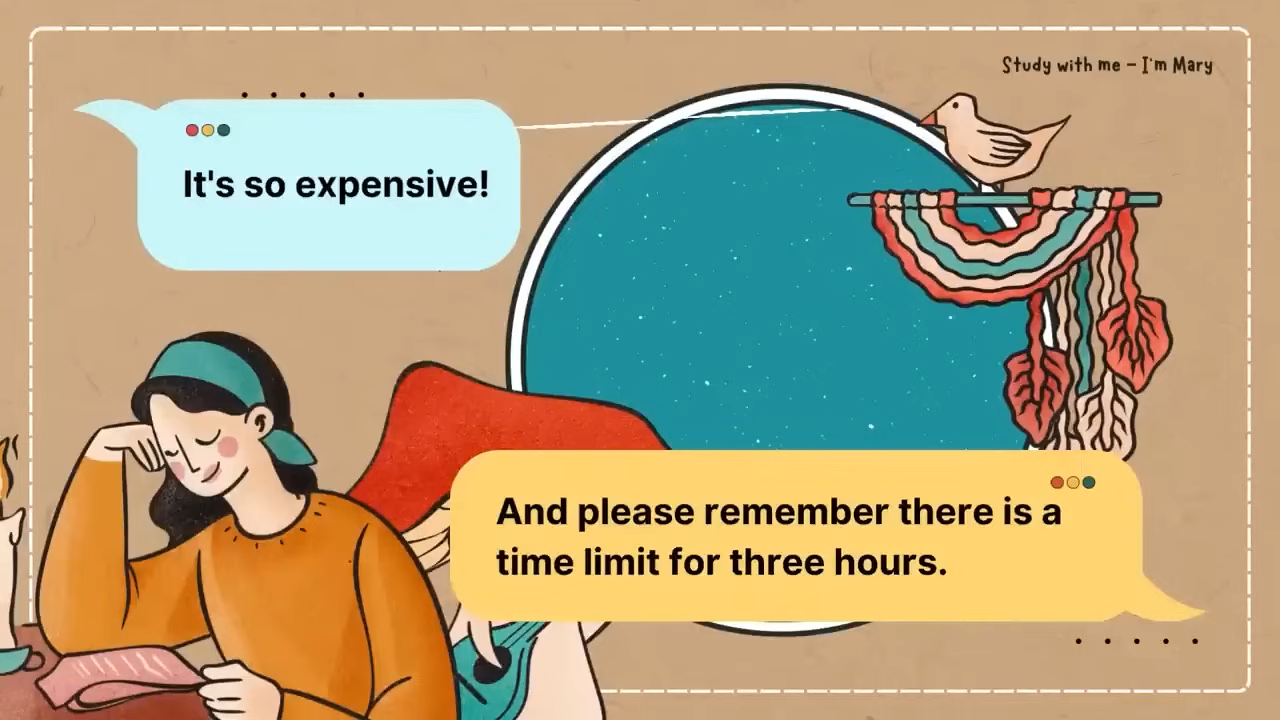 Study with me - I'm Mary
It's so expensive!
And please remember there is a
time limit for three hours.